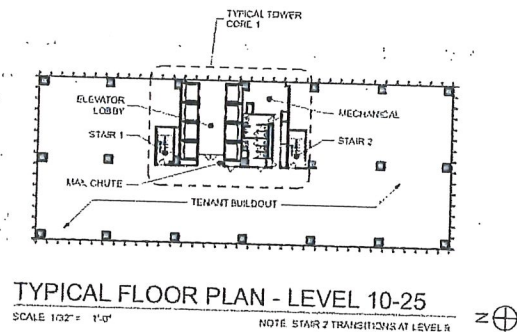 TYPICAL TOWER
CORE 1
ELEVATOR
LOBBY
MECHANICAL
STAIR 1
STAIR 2
MAIL CHUTE
TENANT BUILDOUT
TYPICAL FLOOR PLAN - LEVEL 10-25
SCALE 1/32" = 1'-0"
NOTE STAIR 2 TRANSITIONS AT LEVEL
Z